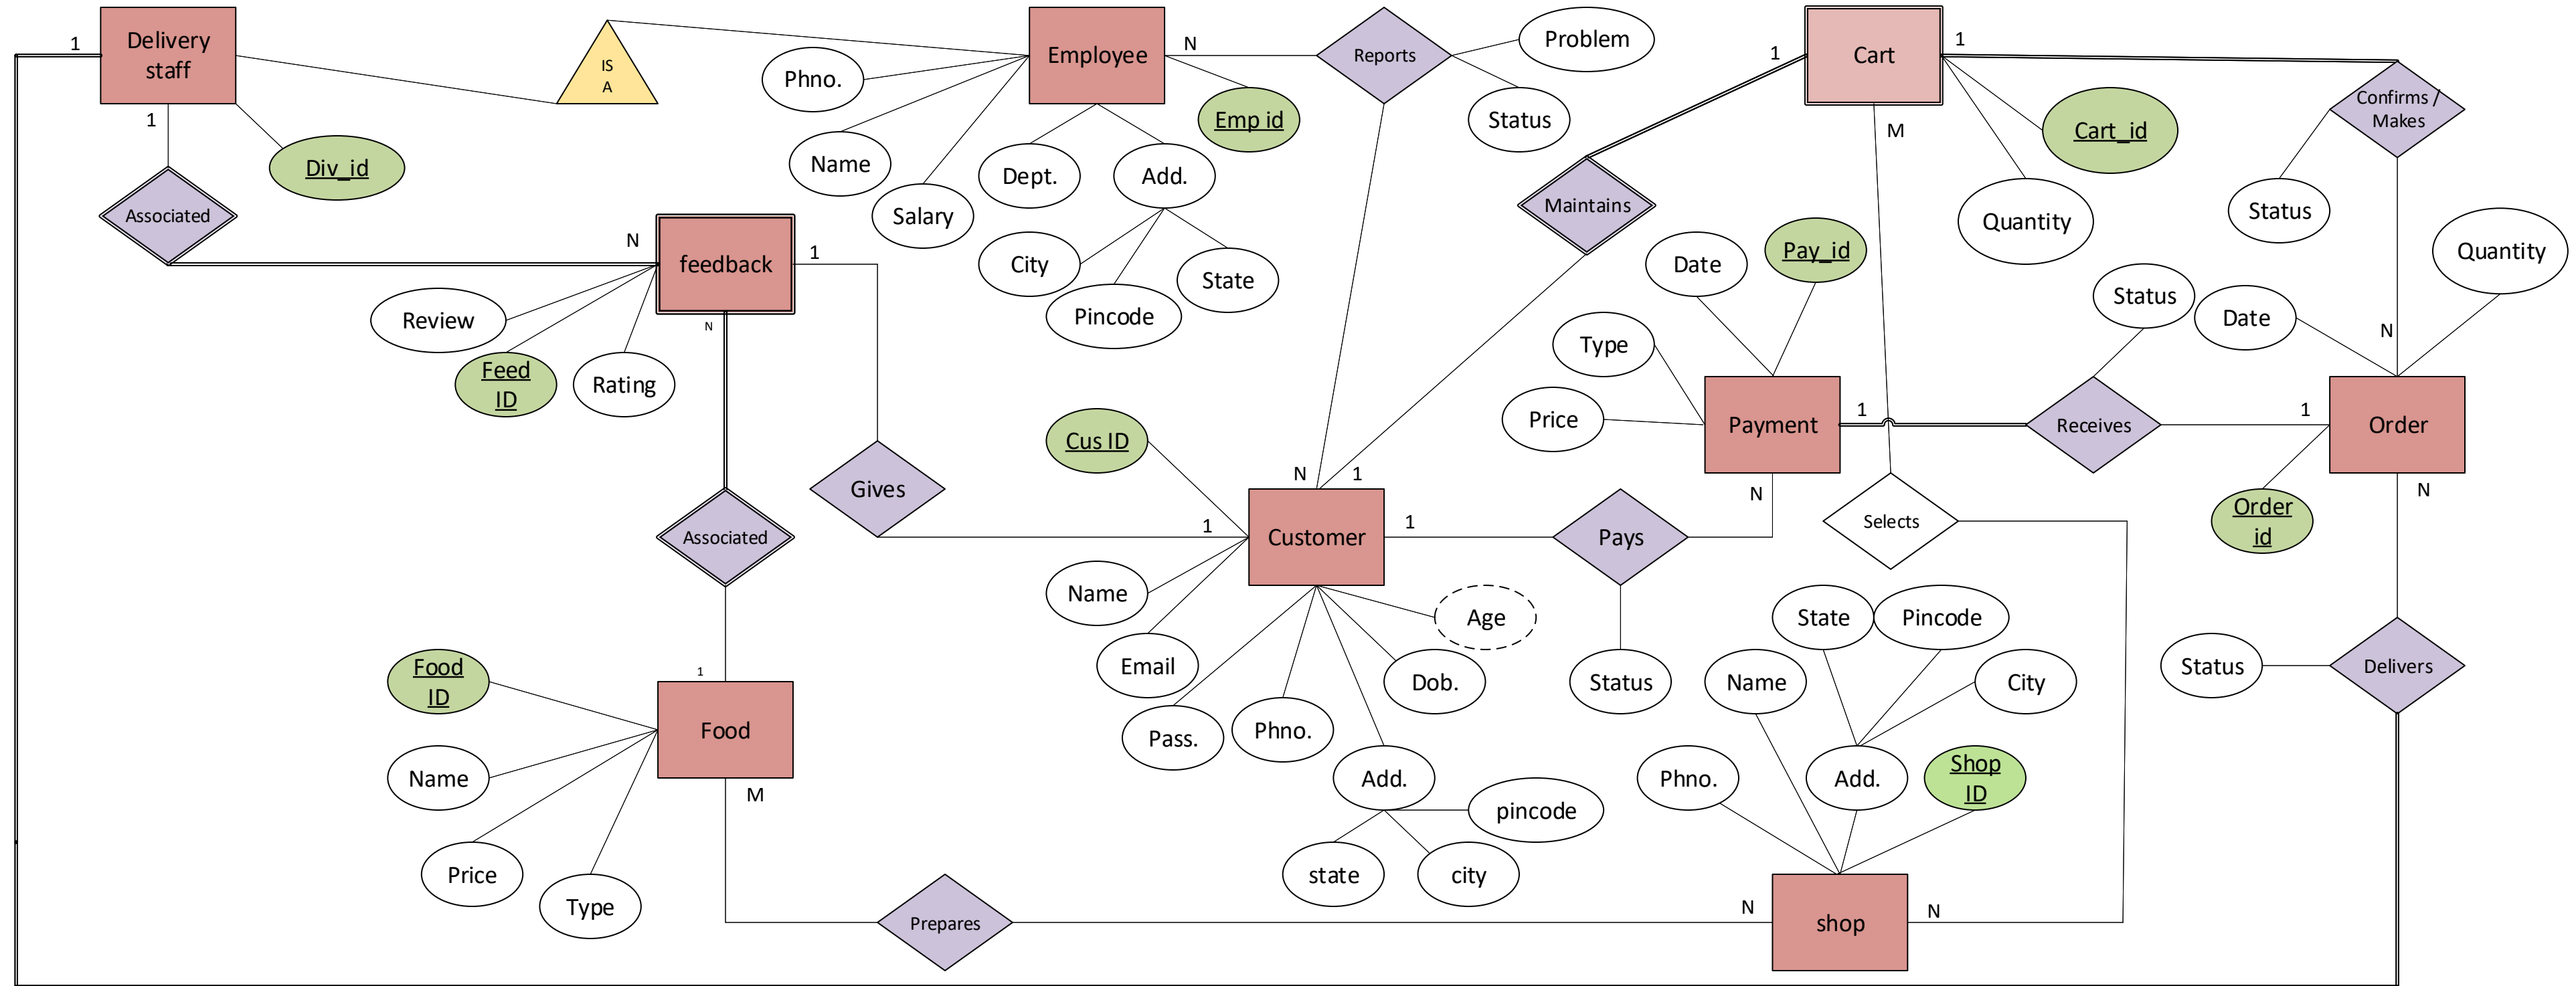 1
Delivery
staff
IS
A
Employee
N
Reports
Problem
Status
1
Cart
1
Confirms /
Makes
Phno.
Emp id
Cart_id
M
1
Div_id
Name
Salary
Dept.
Add.
Maintains
Quantity
Status
Associated
N
feedback
1
City
Pincode
State
Date
Pay_id
Status
Date
Quantity
Review
Feed
ID
Rating
N
Type
Price
Payment
1
Receives
1
N
Order
Cus ID
N
1
Gives
1
Customer
1
Pays
N
Selects
Order
id
N
Associated
Name
Email
Pass.
Phno.
Add.
Dob.
Age
Status
State
Pincode
Name
City
Status
Delivers
Food
ID
1
Food
Name
Price
Type
M
pincode
state
city
Phno.
Add.
Shop
ID
Prepares
N
shop
N